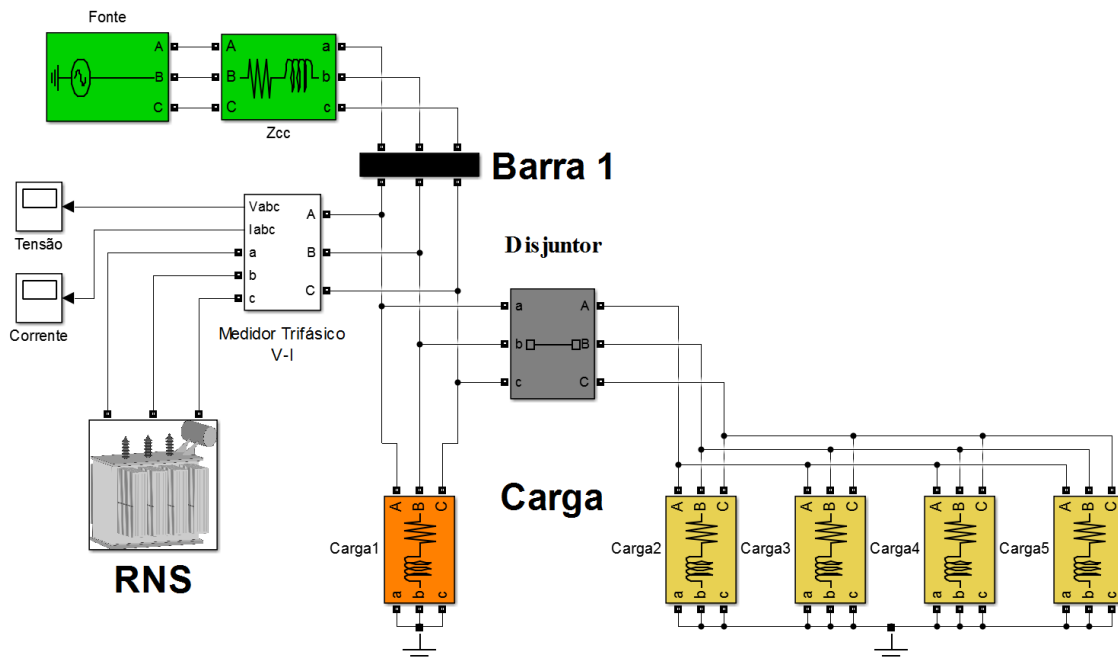 Fonte
A
B
C
A
B
C
a
b
c
Zcc
Barra 1
Vabc
Iabc
a
b
c
A
B
C
Tensão
Corrente
Medidor Trifásico
V-I
Disjuntor
a
b
c
A
B
C
RNS
Carga
Carga1
A B C
a b c
Carga2
A B C
a b c
Carga3
A B C
a b c
Carga4
A B C
a b c
Carga5
A B C
a b c